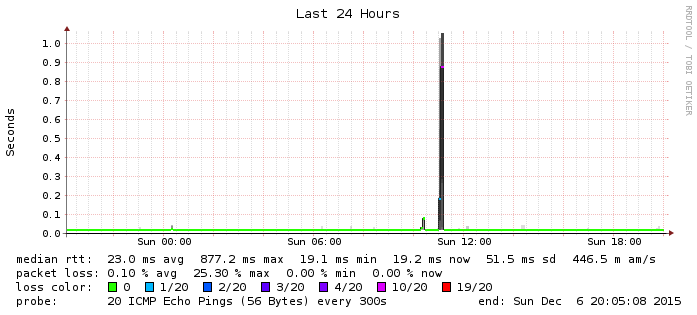 Last 24 Hours
RRDTOOL / TOBI OETIKER
Seconds
1.0
0.9
0.8
0.7
0.6
0.5
0.4
0.3
0.2
0.1
0.0
Sun 00:00 Sun 06:00 Sun 12:00 Sun 18:00
median rtt: 23.0 ms avg 877.2 ms max 19.1 ms min 19.2 ms now 51.5 ms sd 446.5 m am/s
packet loss: 0.10 % avg 25.30 % max 0.00 % min 0.00 % now
loss color: 0 1/20 2/20 3/20 4/20 10/20 19/20
probe: 20 ICMP Echo Pings (56 Bytes) every 300s end: Sun Dec 6 20:05:08 2015